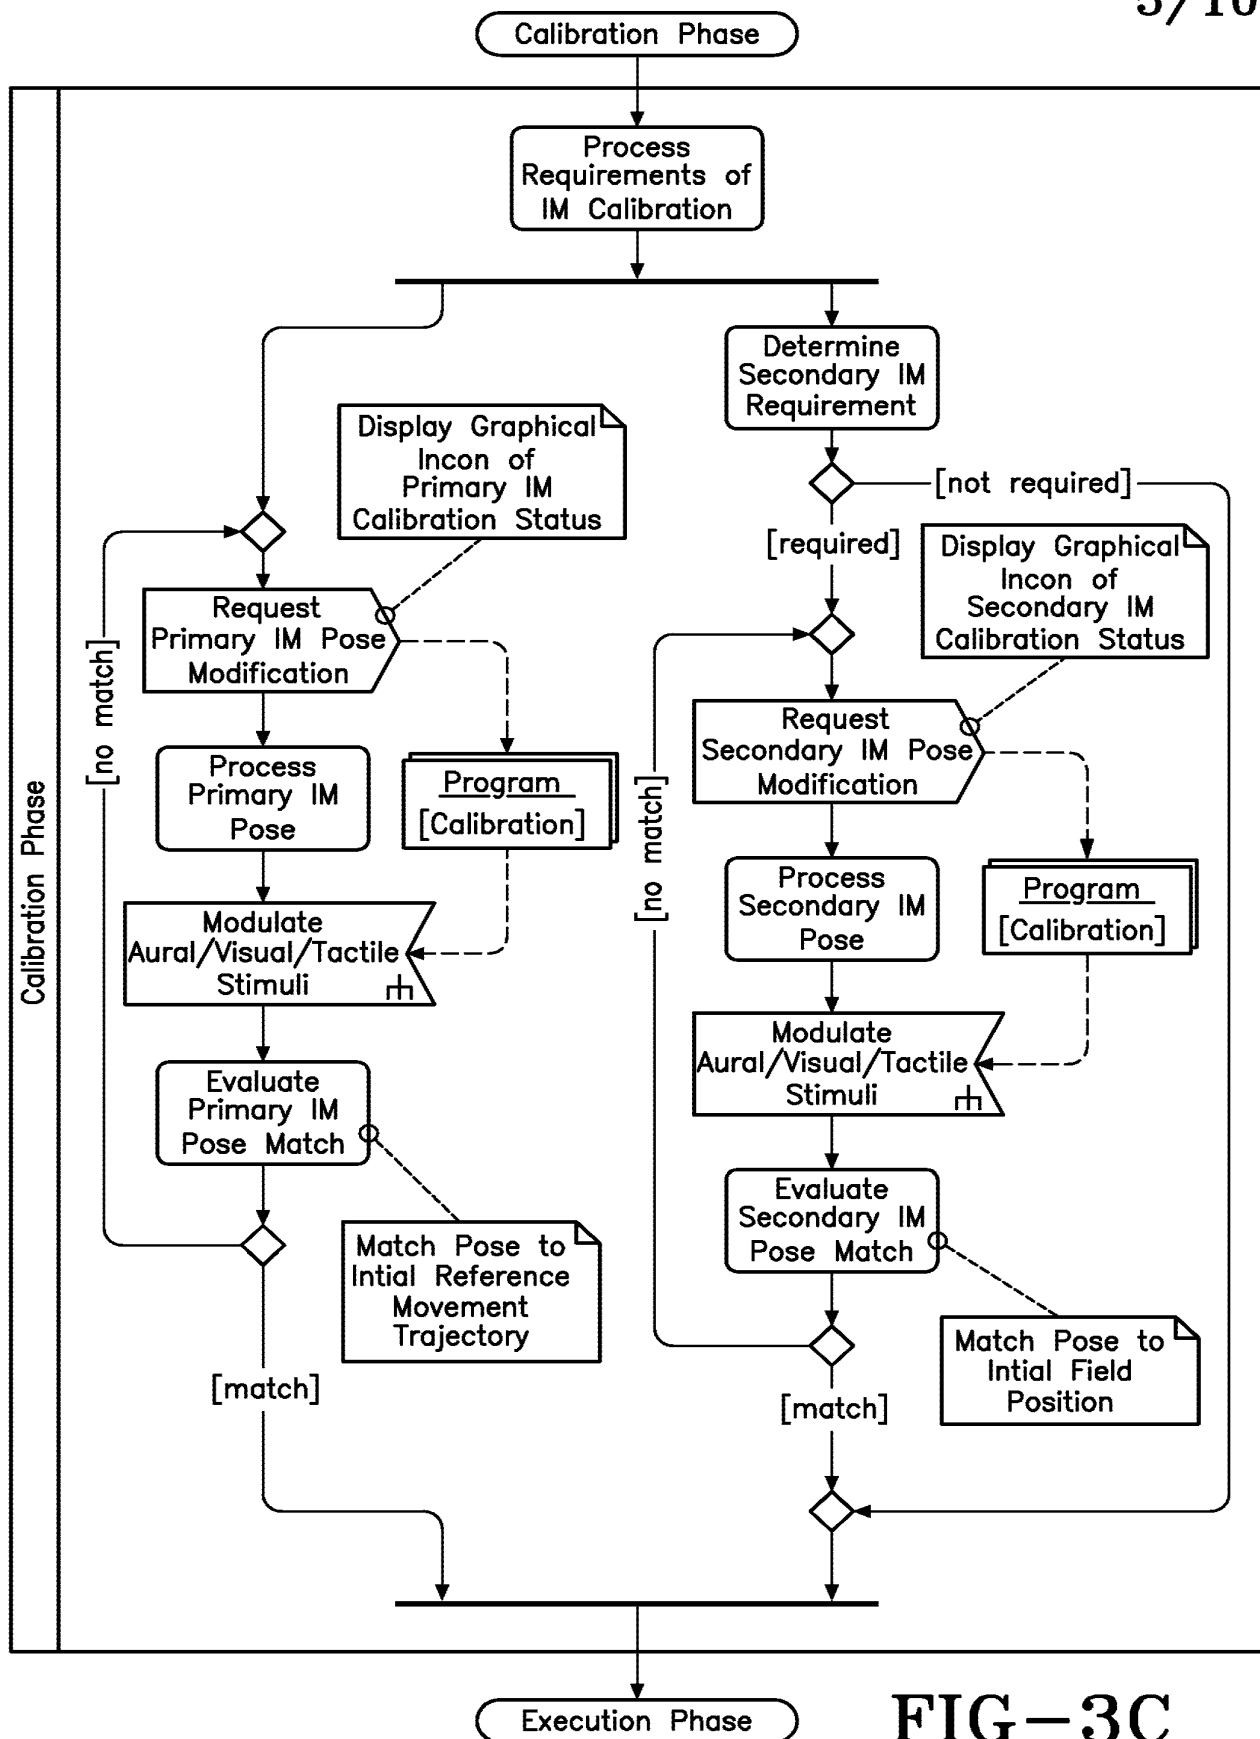 5/10
Calibration Phase
Calibration Phase
Process
Requirements of
IM Calibration
Determine
Secondary IM
Requirement
[not required]
[required]
Display Graphical
Incon of
Primary IM
Calibration Status
Display Graphical
Incon of
Secondary IM
Calibration Status
[no match]
Request
Primary IM Pose
Modification
Process
Primary IM
Pose
Program
[Calibration]
Modulate
Aural/Visual/Tactile
Stimuli
Evaluate
Primary IM
Pose Match
Match Pose to
Intial Reference
Movement
Trajectory
[match]
[no match]
Request
Secondary IM Pose
Modification
Process
Secondary IM
Pose
Program
[Calibration]
Modulate
Aural/Visual/Tactile
Stimuli
Evaluate
Secondary IM
Pose Match
Match Pose to
Intial Field
Position
[match]
Execution Phase
FIG-3C